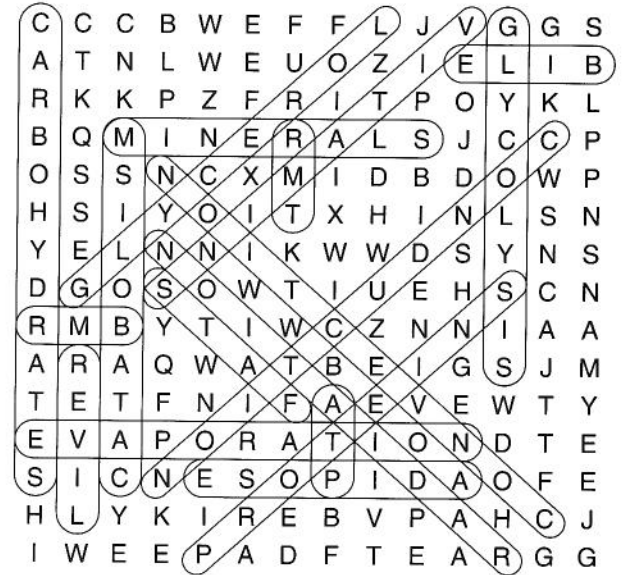 C C C B W E F F L J V G G S
A T N L W E U O Z I E L I B
R K K P Z F R I T P O Y K L
B Q M I N E R A L S J C C P
O S S N C X M I D B D O W P
H S I Y O I T X H I N L S N
Y E L N N I K W W D S Y N S
D G O S O W T I U E H S C N
R M B Y T I W C Z N N I A A
A R A Q W A T B E I G S J M
T E T F N I F A E V E W T Y
E V A P O R A T I O N D T E
S I C N E S O P I D A O F E
H L Y K I R E B V P A H C J
I W E E P A D F T E A R G G